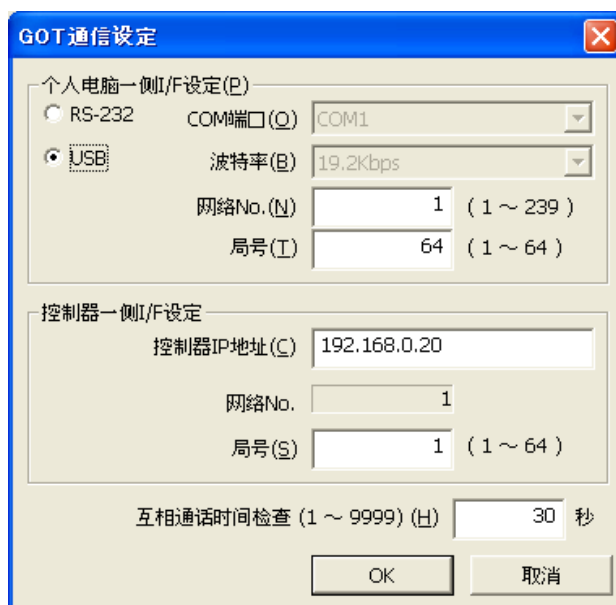 GOT通信设定
个人电脑一侧I/F设定(P)
RS-232 COM端口(O) COM1
USB 波特率(B) 19.2Kbps
网络No.(N) 1 ( 1 ~ 239 )
局号(T) 64 ( 1 ~ 64 )
控制器一侧I/F设定
控制器IP地址(C) 192.168.0.20
网络No. 1
局号(S) 1 ( 1 ~ 64 )
互相通话时间检查 (1 ~ 9999) (H) 30 秒
OK 取消